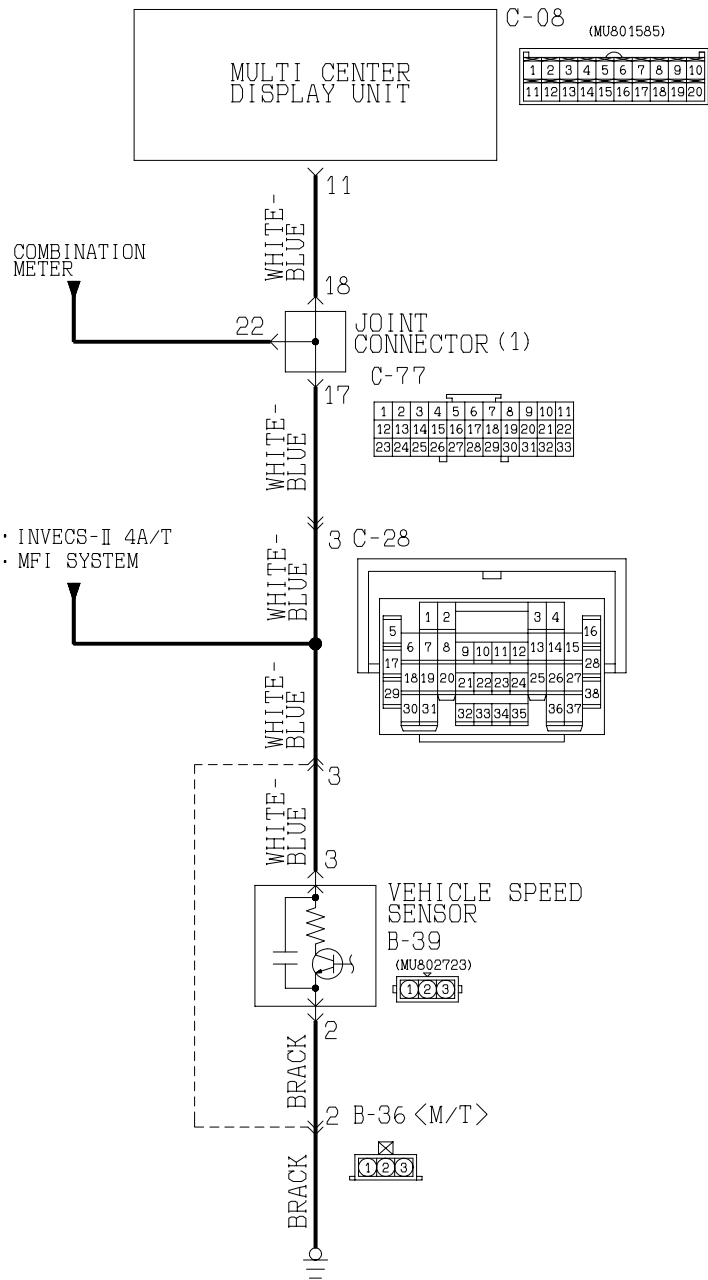 C-08
(MU801585)
MULTI CENTER
DISPLAY UNIT
1 2 3 4 5 6 7 8 9 10
11 12 13 14 15 16 17 18 19 20
11
WHITE-
BLUE
COMBINATION
METER
18
22
JOINT
CONNECTOR (1)
C-77
17
1 2 3 4 5 6 7 8 9 10 11
12 13 14 15 16 17 18 19 20 21 22
23 24 25 26 27 28 29 30 31 32 33
WHITE-
BLUE
· INVECS-II 4A/T
· MFI SYSTEM
3 C-28
WHITE-
BLUE
1 2 3 4
5 6 7 8 9 10 11 12 13 14 15 16
17 18 19 20 21 22 23 24 25 26 27 28
29 30 31 32 33 34 35 36 37 38
WHITE-
BLUE
3
WHITE-
BLUE
3
VEHICLE SPEED
SENSOR
B-39
(MU802723)
1 2 3
2
BRACK
2 B-36 <M/T>
1 2 3
BRACK